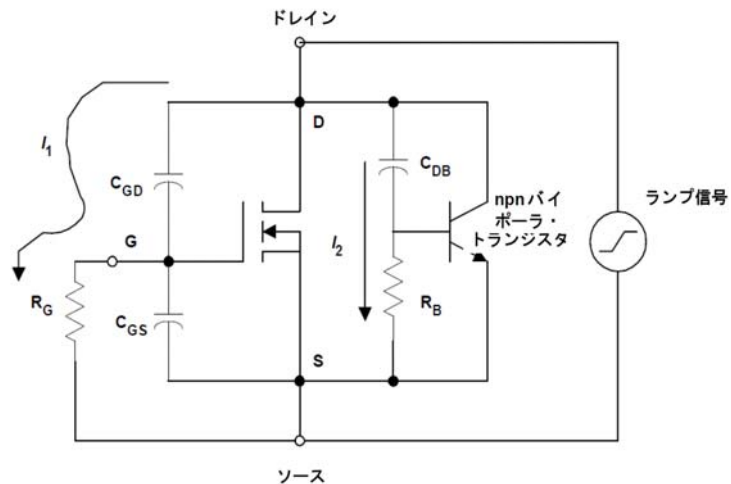 ドレイン
D
I1
CGD
CDB
npnバイ
ポーラ・
トランジスタ
ランプ信号
G
I2
RG
CGS
RB
S
ソース